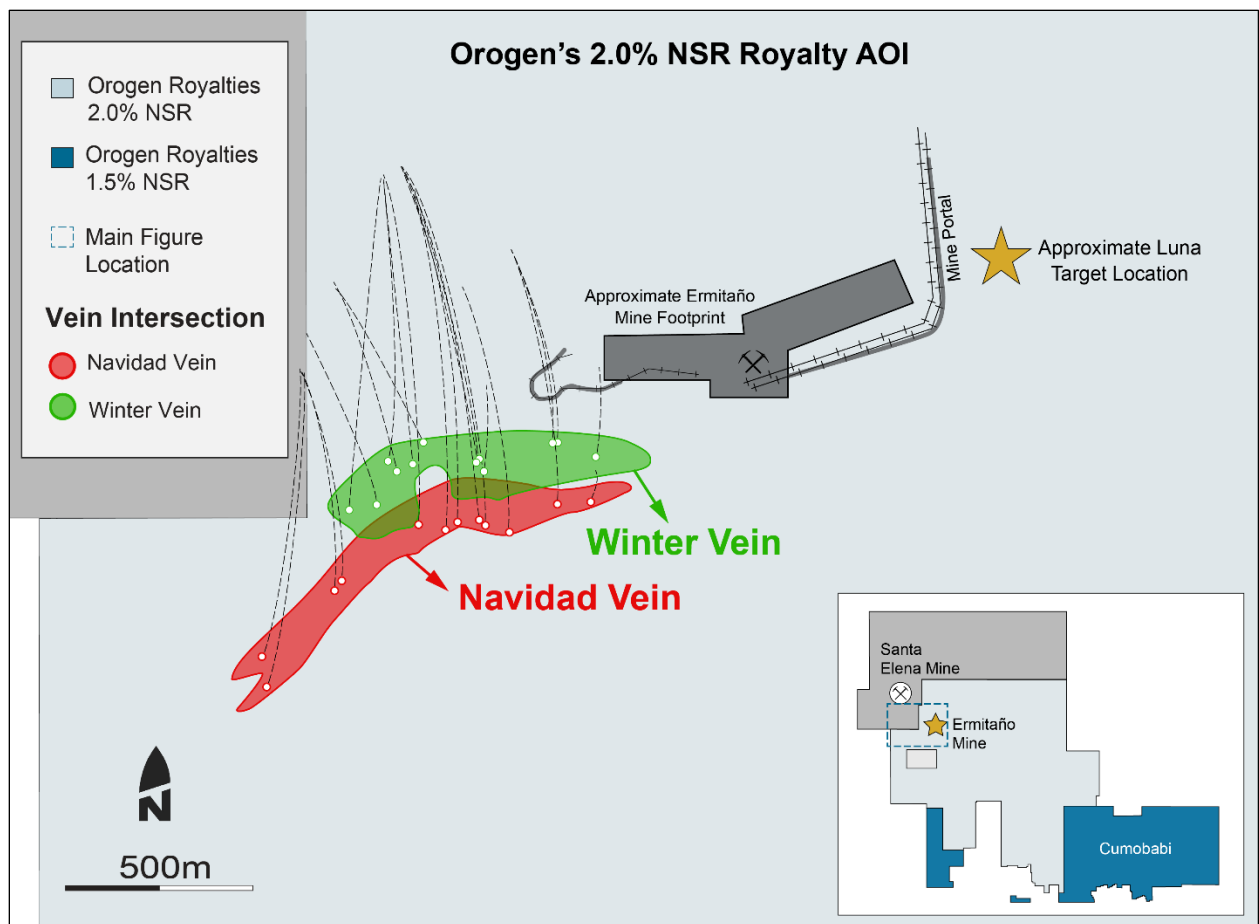 Orogen's 2.0% NSR Royalty AOI
Orogen Royalties
2.0% NSR
Orogen Royalties
1.5% NSR
Main Figure
Location
Vein Intersection
Navidad Vein
Winter Vein
Mine Portal
Approximate Luna
Target Location
Approximate Ermitaño
Mine Footprint
Winter Vein
Navidad Vein
N
500m
Santa
Elena Mine
Ermitaño
Mine
Cumobabi